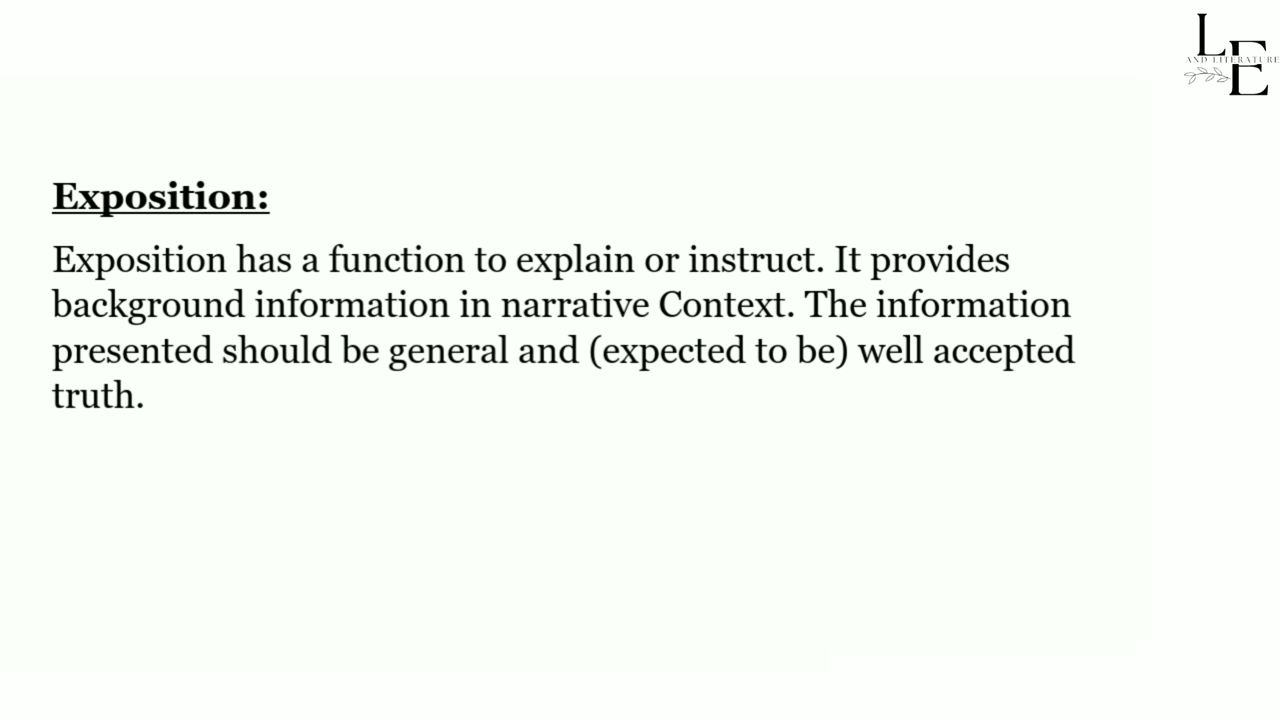 L E
AND LITERATURE
Exposition:
Exposition has a function to explain or instruct. It provides
background information in narrative Context. The information
presented should be general and (expected to be) well accepted
truth.